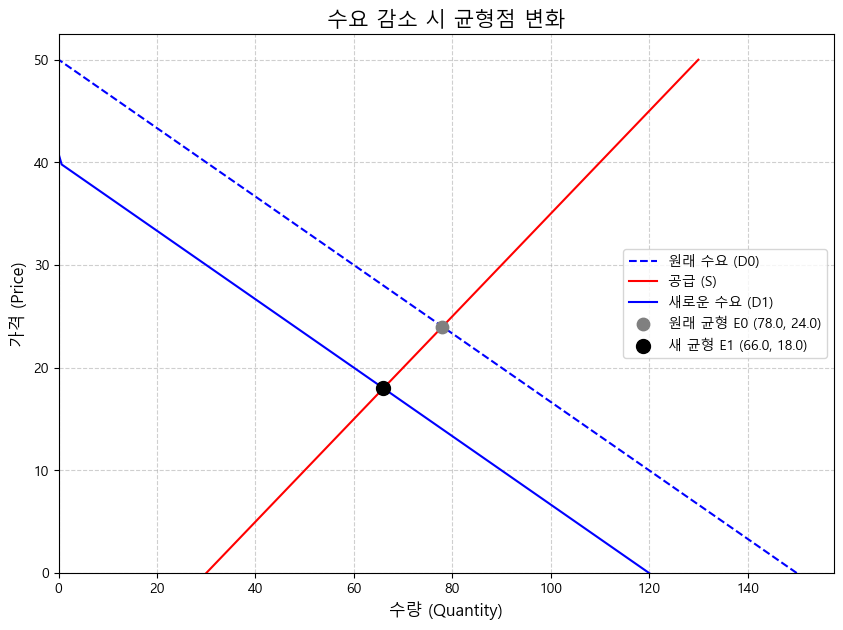 수요 감소 시 균형점 변화
가격 (Price)
50
40
30
20
10
0
원래 수요 (D0)
공급 (S)
새로운 수요 (D1)
원래 균형 E0 (78.0, 24.0)
새 균형 E1 (66.0, 18.0)
0 20 40 60 80 100 120 140
수량 (Quantity)